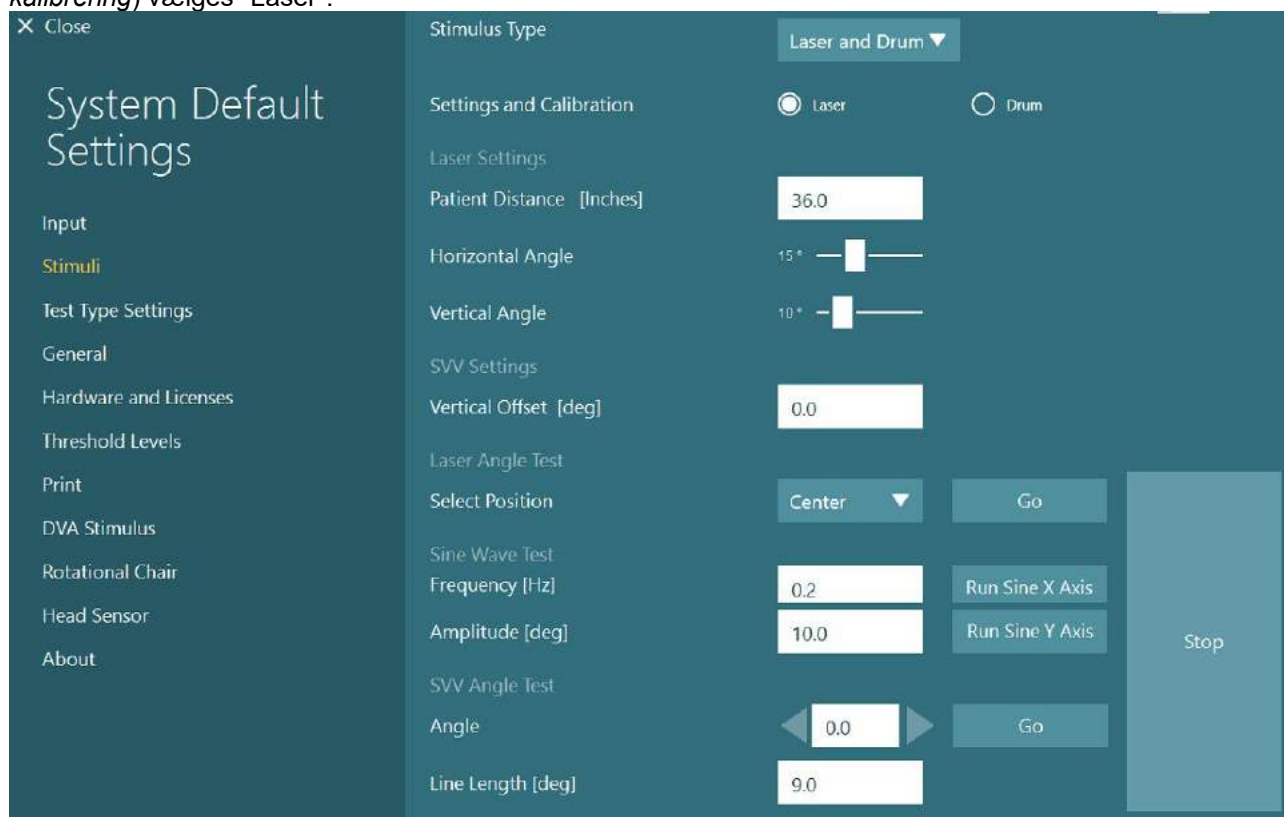 kalibrering) vælges "Laser".
X Close
System Default
Settings
Input
Stimuli
Test Type Settings
General
Hardware and Licenses
Threshold Levels
Print
DVA Stimulus
Rotational Chair
Head Sensor
About
Stimulus Type Laser and Drum
Settings and Calibration Laser Drum
Laser Settings
Patient Distance [Inches] 36.0
Horizontal Angle 15°
Vertical Angle 10°
SVV Settings
Vertical Offset [deg] 0.0
Laser Angle Test
Select Position Center Go
Sine Wave Test
Frequency [Hz] 0.2 Run Sine X Axis
Amplitude [deg] 10.0 Run Sine Y Axis
Stop
SVV Angle Test
Angle 0.0 Go
Line Length [deg] 9.0